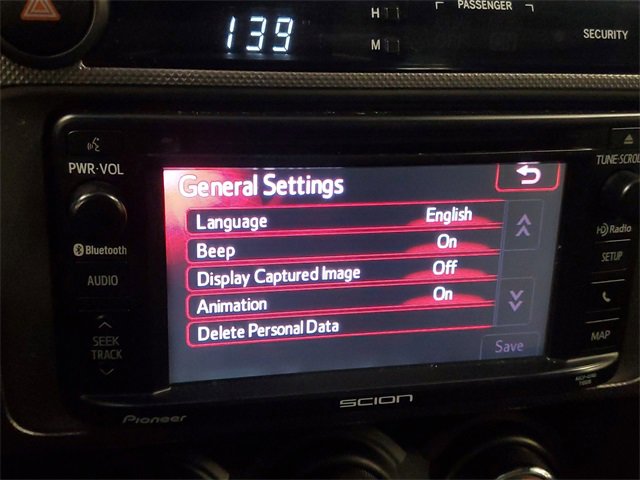 139
H
M
PASSENGER
SECURITY
PWR·VOL
TUNE·SCROLL
General Settings
Language English
Beep On
Display Captured Image Off
Animation On
Delete Personal Data
Save
Bluetooth
AUDIO
SEEK
TRACK
HD Radio
SETUP
MAP
Pioneer
SCION